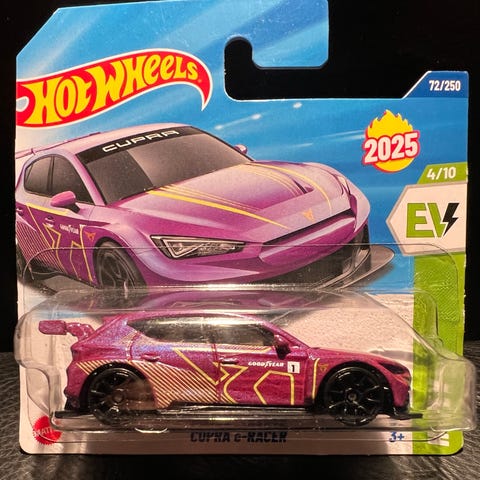 HOT WHEELS
72/250
CUPRA
2025
4/10
EV
GOODYEAR
GOODYEAR
1
MATTEL
CUPRA e-RACER
3+